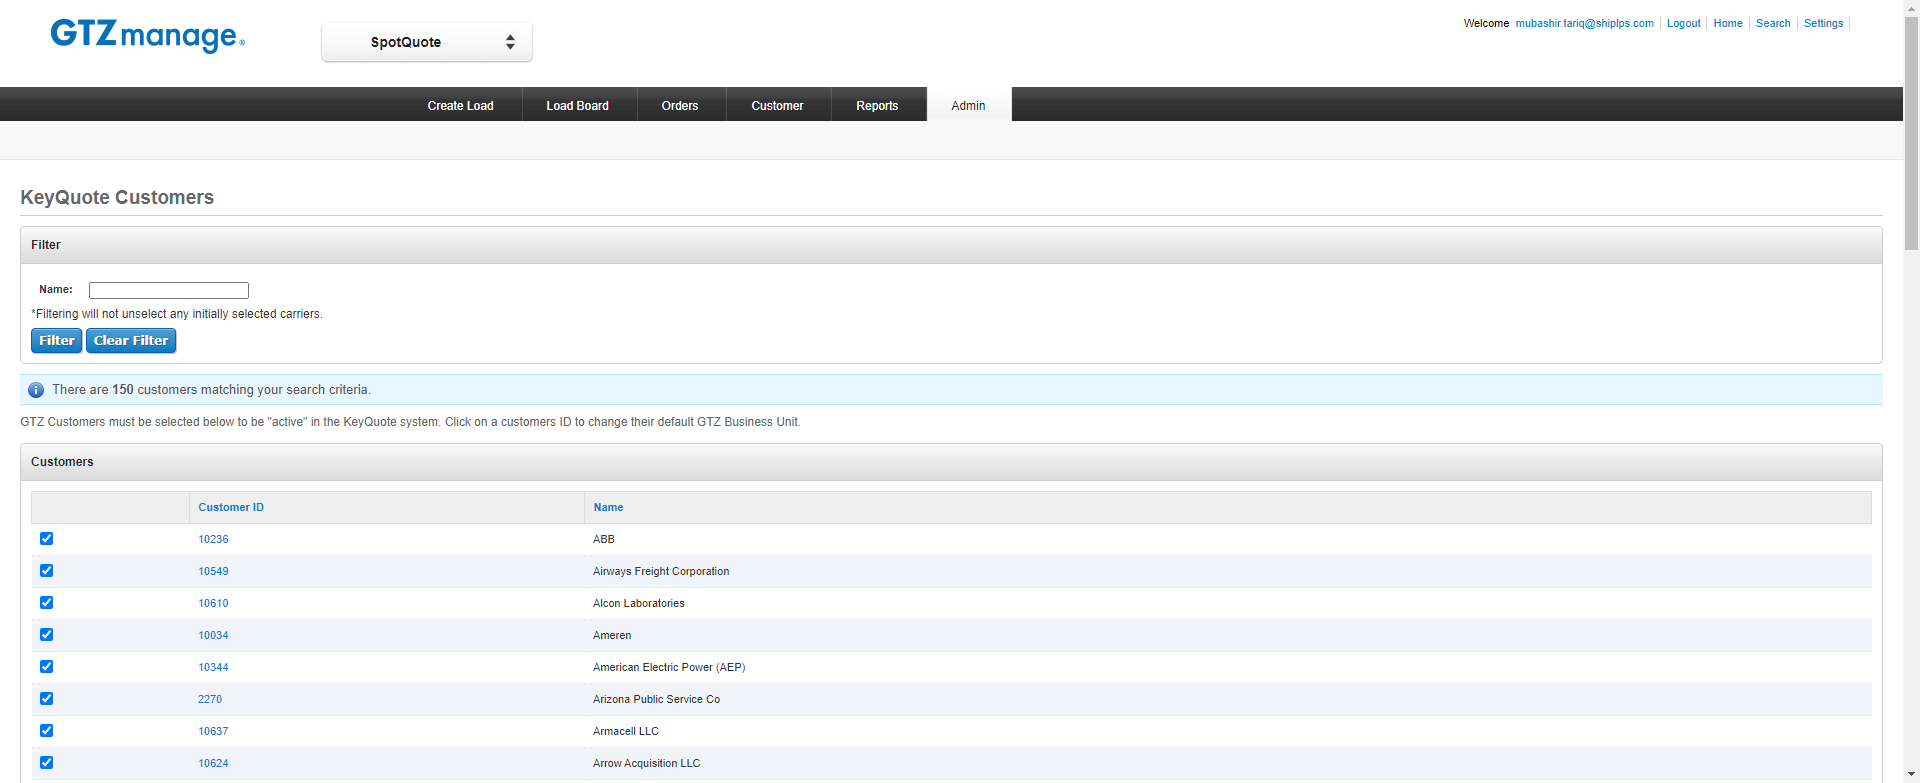 GTZmanage®
SpotQuote
Welcome mubashir.tariq@shiplps.com Logout Home Search Settings
Create Load Load Board Orders Customer Reports Admin
KeyQuote Customers
Filter
Name:
*Filtering will not unselect any initially selected carriers.
Filter Clear Filter
There are 150 customers matching your search criteria.
GTZ Customers must be selected below to be "active" in the KeyQuote system. Click on a customers ID to change their default GTZ Business Unit.
Customers
Customer ID Name
10236 ABB
10549 Airways Freight Corporation
10610 Alcon Laboratories
10034 Ameren
10344 American Electric Power (AEP)
2270 Arizona Public Service Co
10637 Armacell LLC
10624 Arrow Acquisition LLC